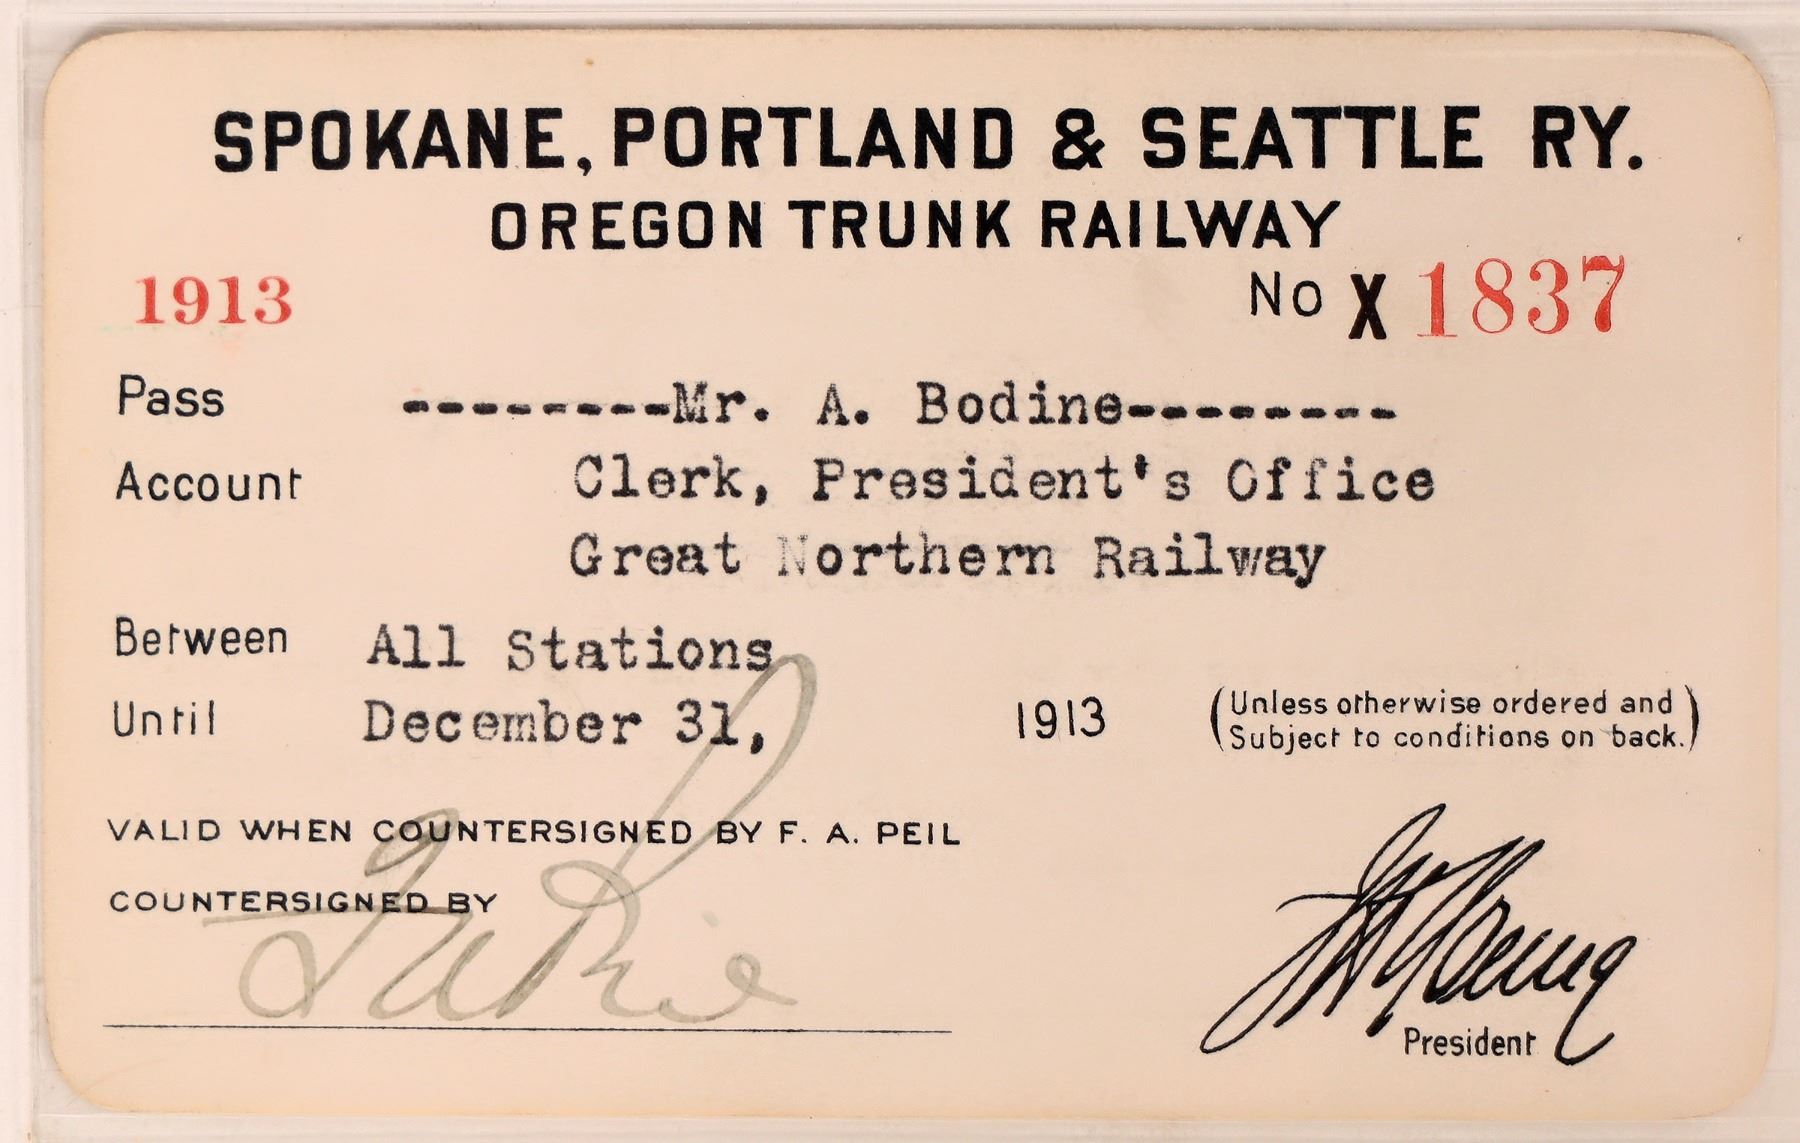 SPOKANE, PORTLAND & SEATTLE RY.
OREGON TRUNK RAILWAY
1913 No X 1837
Pass ---------Mr. A. Bodine---------
Account Clerk, President's Office
Great Northern Railway
Between All Stations
Until December 31, 1913 (Unless otherwise ordered and
Subject to conditions on back.)
VALID WHEN COUNTERSIGNED BY F. A. PEIL
COUNTERSIGNED BY
President